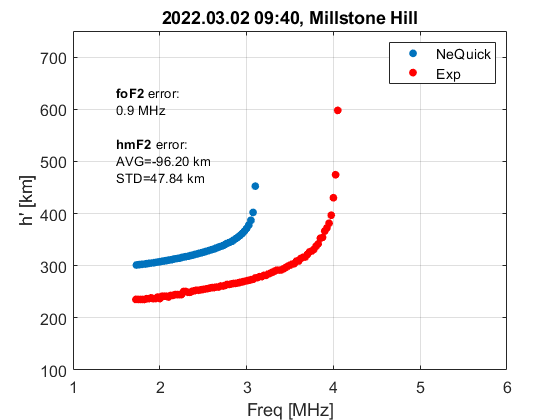 2022.03.02 09:40, Millstone Hill
NeQuick
Exp
foF2 error:
0.9 MHz
hmF2 error:
AVG=-96.20 km
STD=47.84 km
h' [km]
700
600
500
400
300
200
100
1 2 3 4 5 6
Freq [MHz]